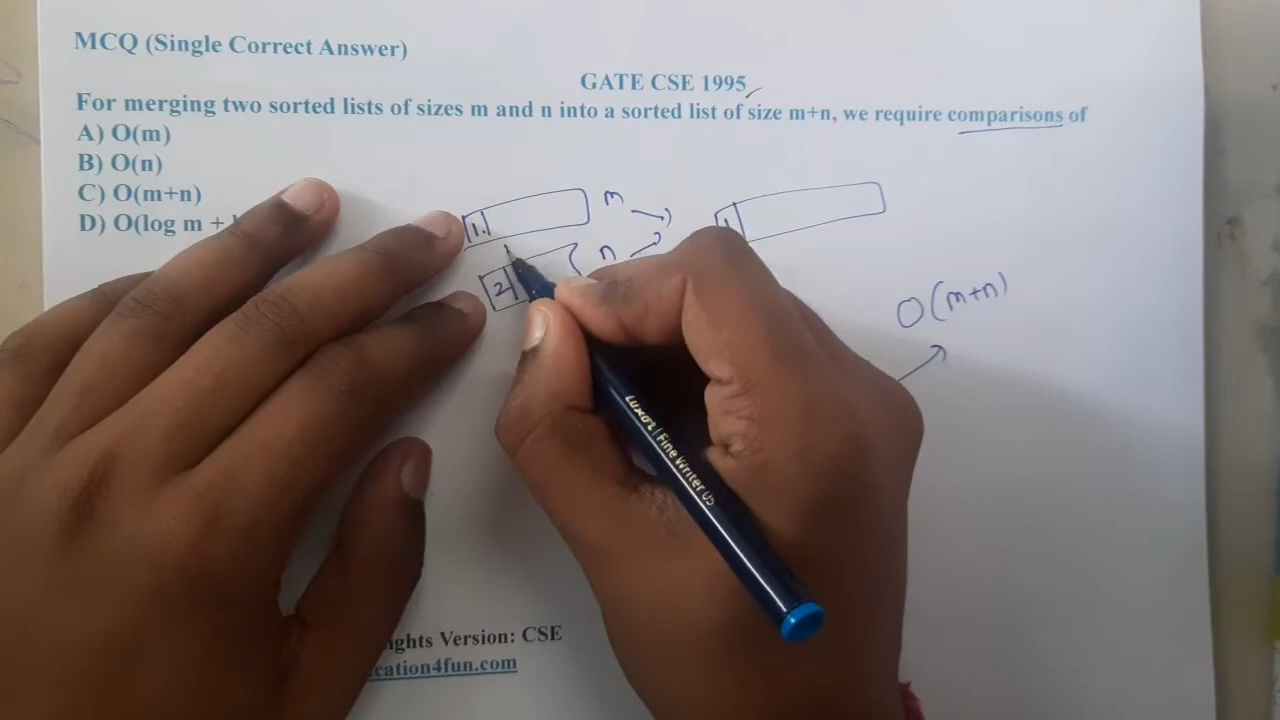 MCQ (Single Correct Answer)
GATE CSE 1995
For merging two sorted lists of sizes m and n into a sorted list of size m+n, we require comparisons of
A) O(m)
B) O(n)
C) O(m+n)
D) O(log m +
1 m
1
2 n
O(m+n)
LUXOR Fine Writer 05
ghts Version: CSE
cation4fun.com